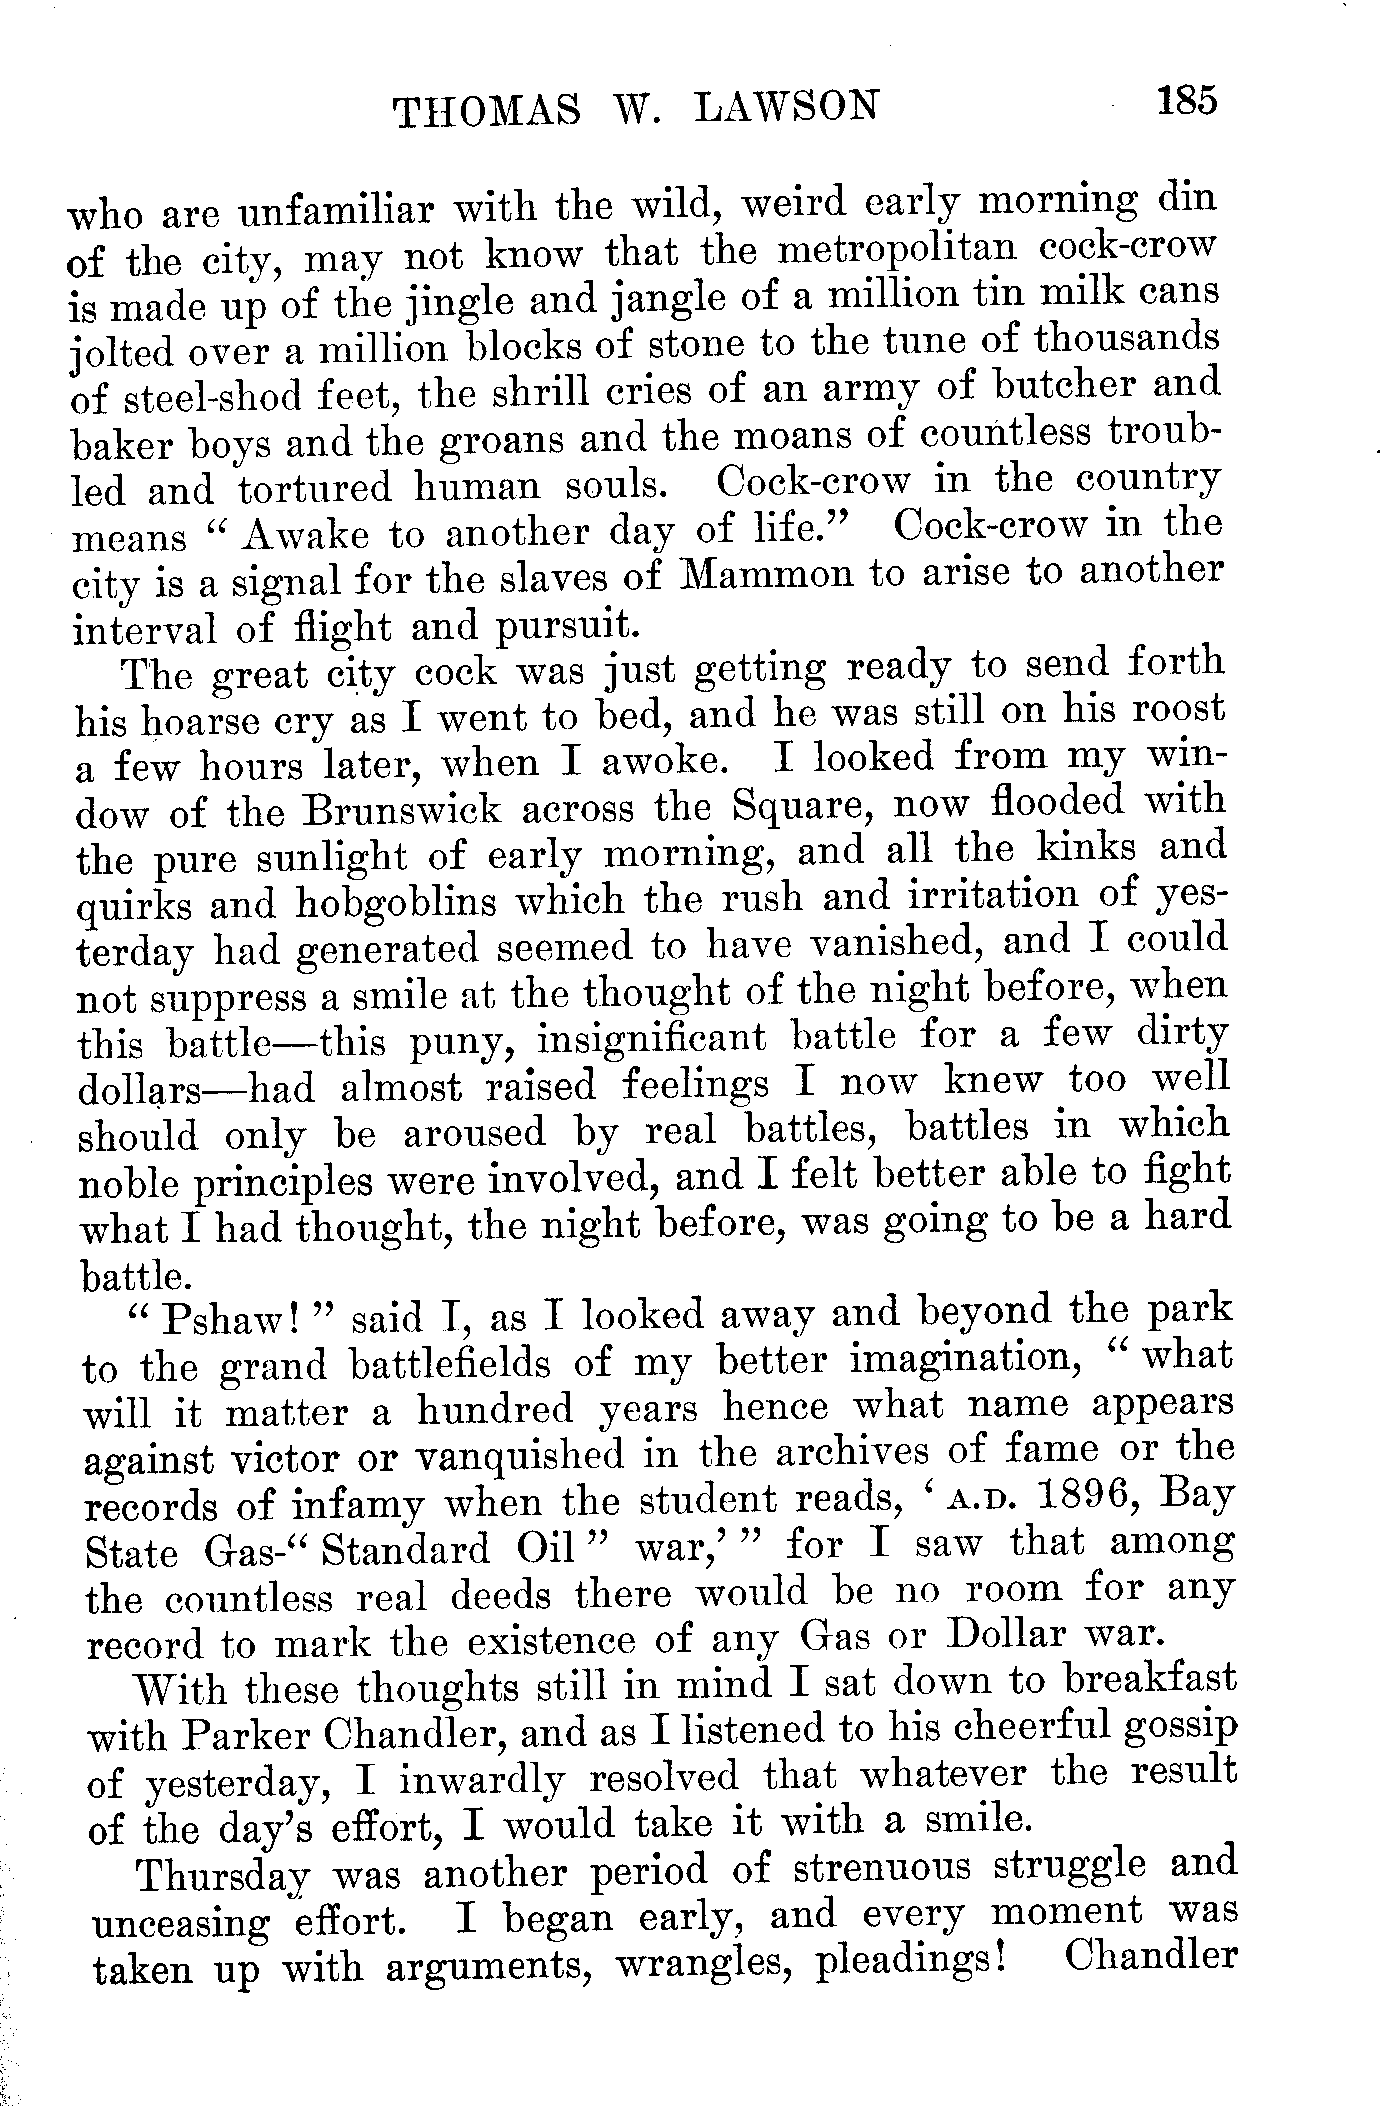 THOMAS W. LAWSON 185
who are unfamiliar with the wild, weird early morning din
of the city, may not know that the metropolitan cock-crow
is made up of the jingle and jangle of a million tin milk cans
jolted over a million blocks of stone to the tune of thousands
of steel-shod feet, the shrill cries of an army of butcher and
baker boys and the groans and the moans of countless troub-
led and tortured human souls. Cock-crow in the country
means “ Awake to another day of life.” Cock-crow in the
city is a signal for the slaves of Mammon to arise to another
interval of flight and pursuit.
The great city cock was just getting ready to send forth
his hoarse cry as I went to bed, and he was still on his roost
a few hours later, when I awoke. I looked from my win-
dow of the Brunswick across the Square, now flooded with
the pure sunlight of early morning, and all the kinks and
quirks and hobgoblins which the rush and irritation of yes-
terday had generated seemed to have vanished, and I could
not suppress a smile at the thought of the night before, when
this battle—this puny, insignificant battle for a few dirty
dollars—had almost raised feelings I now knew too well
should only be aroused by real battles, battles in which
noble principles were involved, and I felt better able to fight
what I had thought, the night before, was going to be a hard
battle.
“ Pshaw! ” said I, as I looked away and beyond the park
to the grand battlefields of my better imagination, “ what
will it matter a hundred years hence what name appears
against victor or vanquished in the archives of fame or the
records of infamy when the student reads, ‘ A.D. 1896, Bay
State Gas-“ Standard Oil ” war,’ ” for I saw that among
the countless real deeds there would be no room for any
record to mark the existence of any Gas or Dollar war.
With these thoughts still in mind I sat down to breakfast
with Parker Chandler, and as I listened to his cheerful gossip
of yesterday, I inwardly resolved that whatever the result
of the day’s effort, I would take it with a smile.
Thursday was another period of strenuous struggle and
unceasing effort. I began early, and every moment was
taken up with arguments, wrangles, pleadings! Chandler